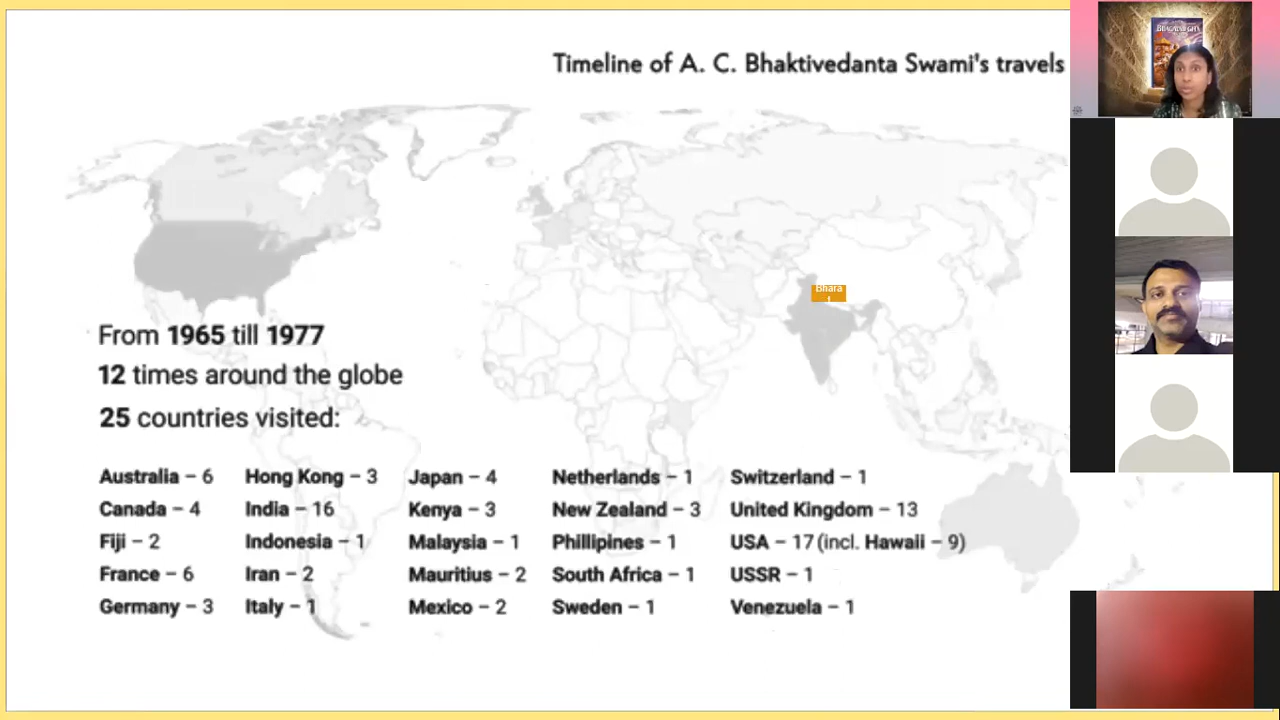 Timeline of A. C. Bhaktivedanta Swami's travels
Bhara
t
From 1965 till 1977
12 times around the globe
25 countries visited:
Australia – 6
Canada – 4
Fiji – 2
France – 6
Germany – 3
Hong Kong – 3
India – 16
Indonesia – 1
Iran – 2
Italy – 1
Japan – 4
Kenya – 3
Malaysia – 1
Mauritius – 2
Mexico – 2
Netherlands – 1
New Zealand – 3
Phillipines – 1
South Africa – 1
Sweden – 1
Switzerland – 1
United Kingdom – 13
USA – 17 (incl. Hawaii – 9)
USSR – 1
Venezuela – 1